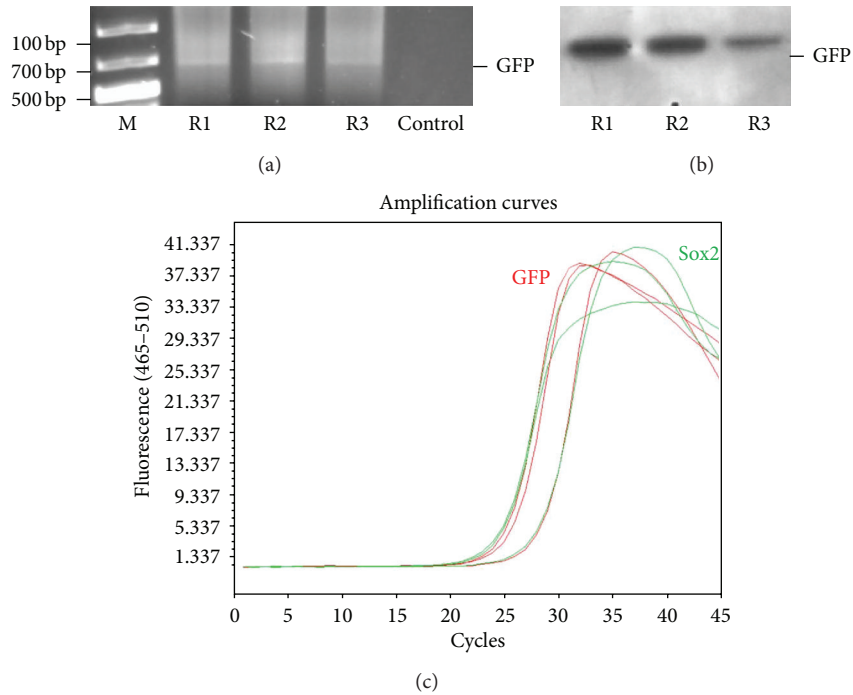 100 bp
700 bp
500 bp
GFP
M R1 R2 R3 Control
(a)
GFP
R1 R2 R3
(b)
Amplification curves
Fluorescence (465–510)
41.337
37.337
33.337
29.337
25.337
21.337
17.337
13.337
9.337
5.337
1.337
GFP
Sox2
0 5 10 15 20 25 30 35 40 45
Cycles
(c)